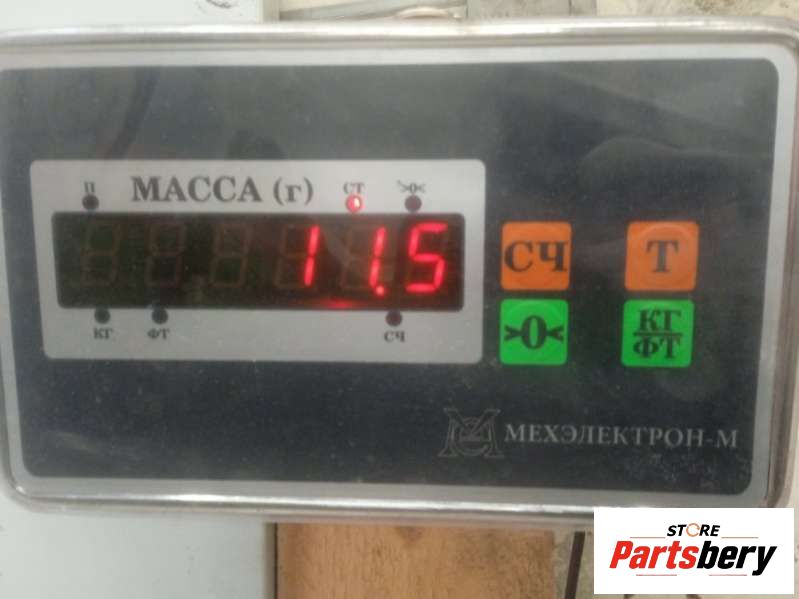 П МАССА (г) СТ >0<
11.5
КГ ФТ СЧ
СЧ Т
>0< КГ/ФТ
МЕХЭЛЕКТРОН-М
STORE
Partsbery